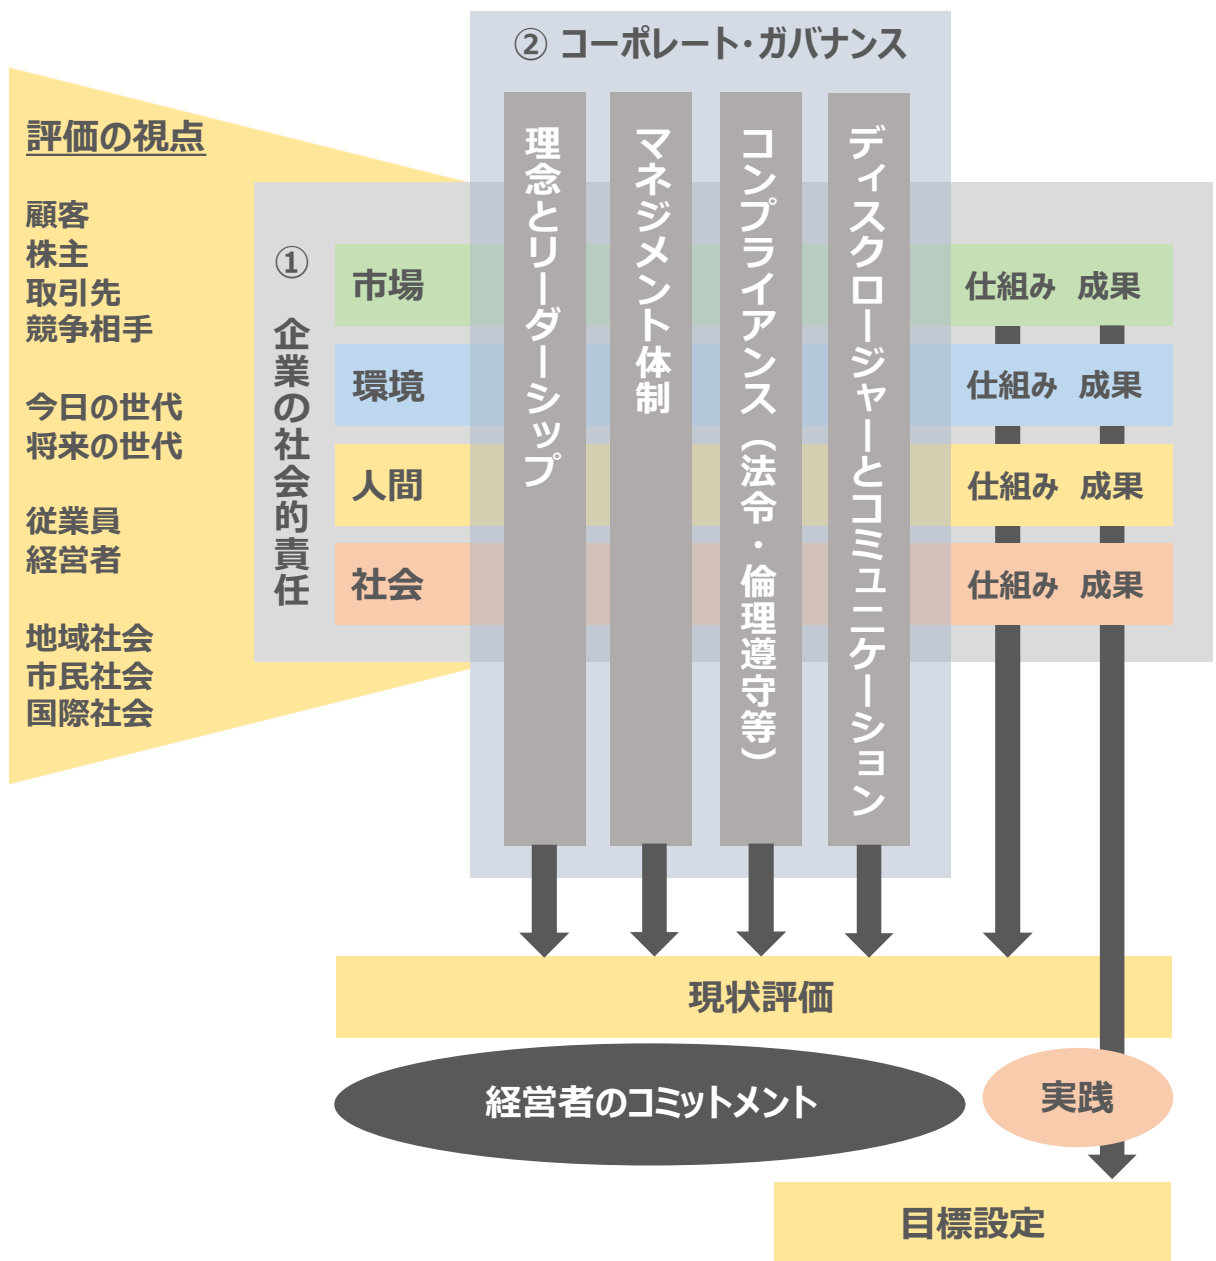 ② コーポレート・ガバナンス
評価の視点
顧客
株主
取引先
競争相手
今日の世代
将来の世代
従業員
経営者
地域社会
市民社会
国際社会
① 企業の社会的責任
理念とリーダーシップ
マネジメント体制
コンプライアンス（法令・倫理遵守等）
ディスクロージャーとコミュニケーション
市場
仕組み 成果
環境
仕組み 成果
人間
仕組み 成果
社会
仕組み 成果
現状評価
経営者のコミットメント
実践
目標設定